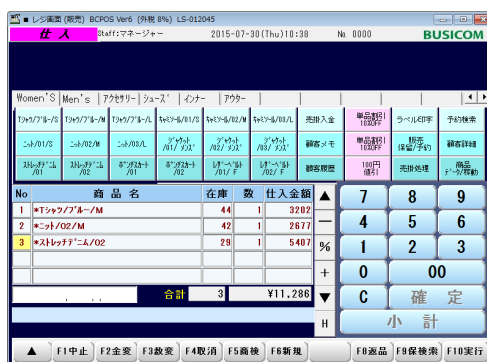 レジ画面 (販売) BCPOS Ver6 (外税 8%) LS-012045
仕 入 Staff:マネージャー 2015-07-30(Thu)10:38 No. 0000 BUSICOM
Women'S Men's アクセサリー シューズ インナー アウター
Tシャツ/ブルー/S Tシャツ/ブルー/M Tシャツ/ブルー/L キャミソール/01/S キャミソール/02/M キャミソール/03/L 売掛入金 単品割引 10%OFF ラベル印字 予約検索
ニット/01/S ニット/02/M ニット/03/L ジャケット/01/ メンズ ジャケット/02/ メンズ ジャケット/03/ メンズ 顧客メモ 単品割引 10%OFF 販売(保留/予約) 顧客詳細
ストレッチデニム/01 ストレッチデニム/02 ボンテスカート/01 ボンテスカート/02 レザーベルト/01/ F レザーベルト/02/ F 顧客履歴 100円値引 売掛処理 商品データ/移動
No 商 品 名 在庫 数 仕入金額 ▲ 7 8 9
1 *Tシャツ/ブルー/M 44 1 3202
2 *ニット/02/M 42 1 2677 — 4 5 6
3 *ストレッチデニム/02 29 1 5407 % 1 2 3
+ 0 00
合計 3 ¥11,286 ▼ C 確 定
H 小 計
▲ F1中止 F2金変 F3数変 F4取消 F5商検 F6新規 F8返品 F9保検索 F10実行